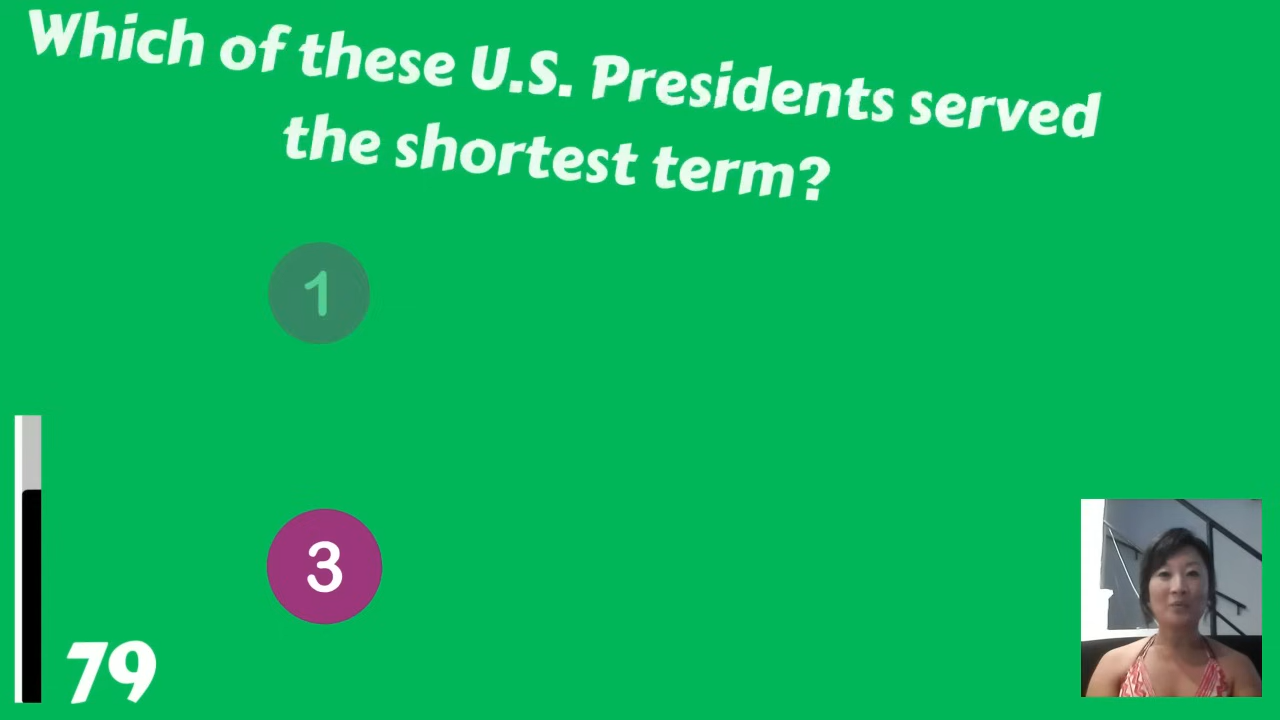 Which of these U.S. Presidents served
the shortest term?
1
3
79